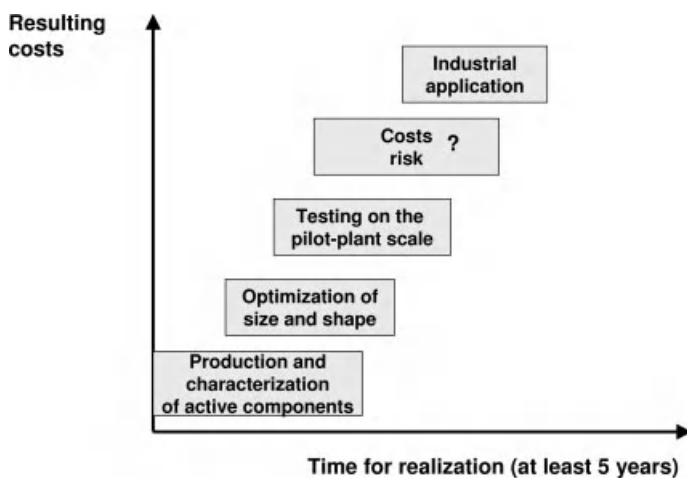 Resulting
costs
Industrial
application
Costs ?
risk
Testing on the
pilot-plant scale
Optimization of
size and shape
Production and
characterization
of active components
Time for realization (at least 5 years)